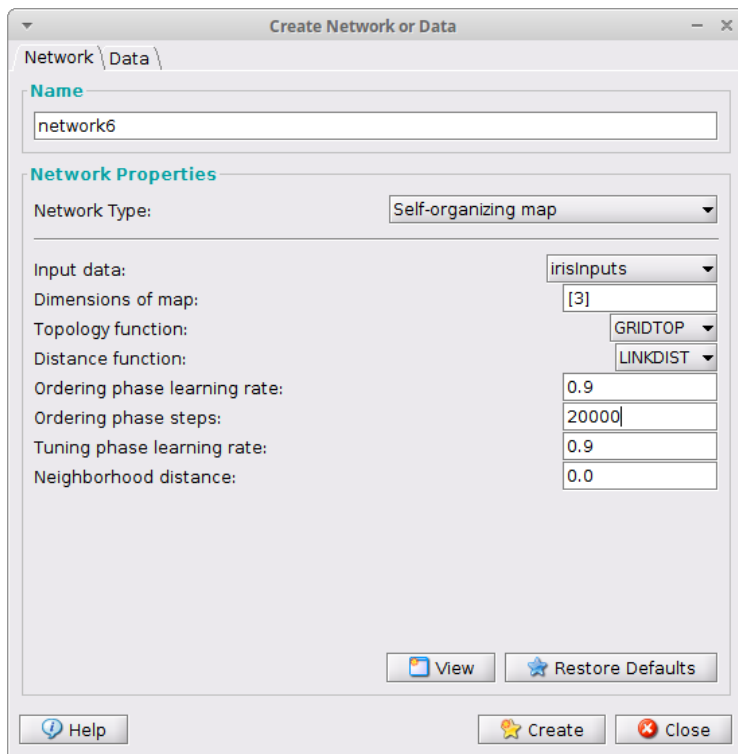 Create Network or Data
Network Data
Name
network6
Network Properties
Network Type: Self-organizing map
Input data: irisInputs
Dimensions of map: [3]
Topology function: GRIDTOP
Distance function: LINKDIST
Ordering phase learning rate: 0.9
Ordering phase steps: 20000
Tuning phase learning rate: 0.9
Neighborhood distance: 0.0
View Restore Defaults
Help Create Close